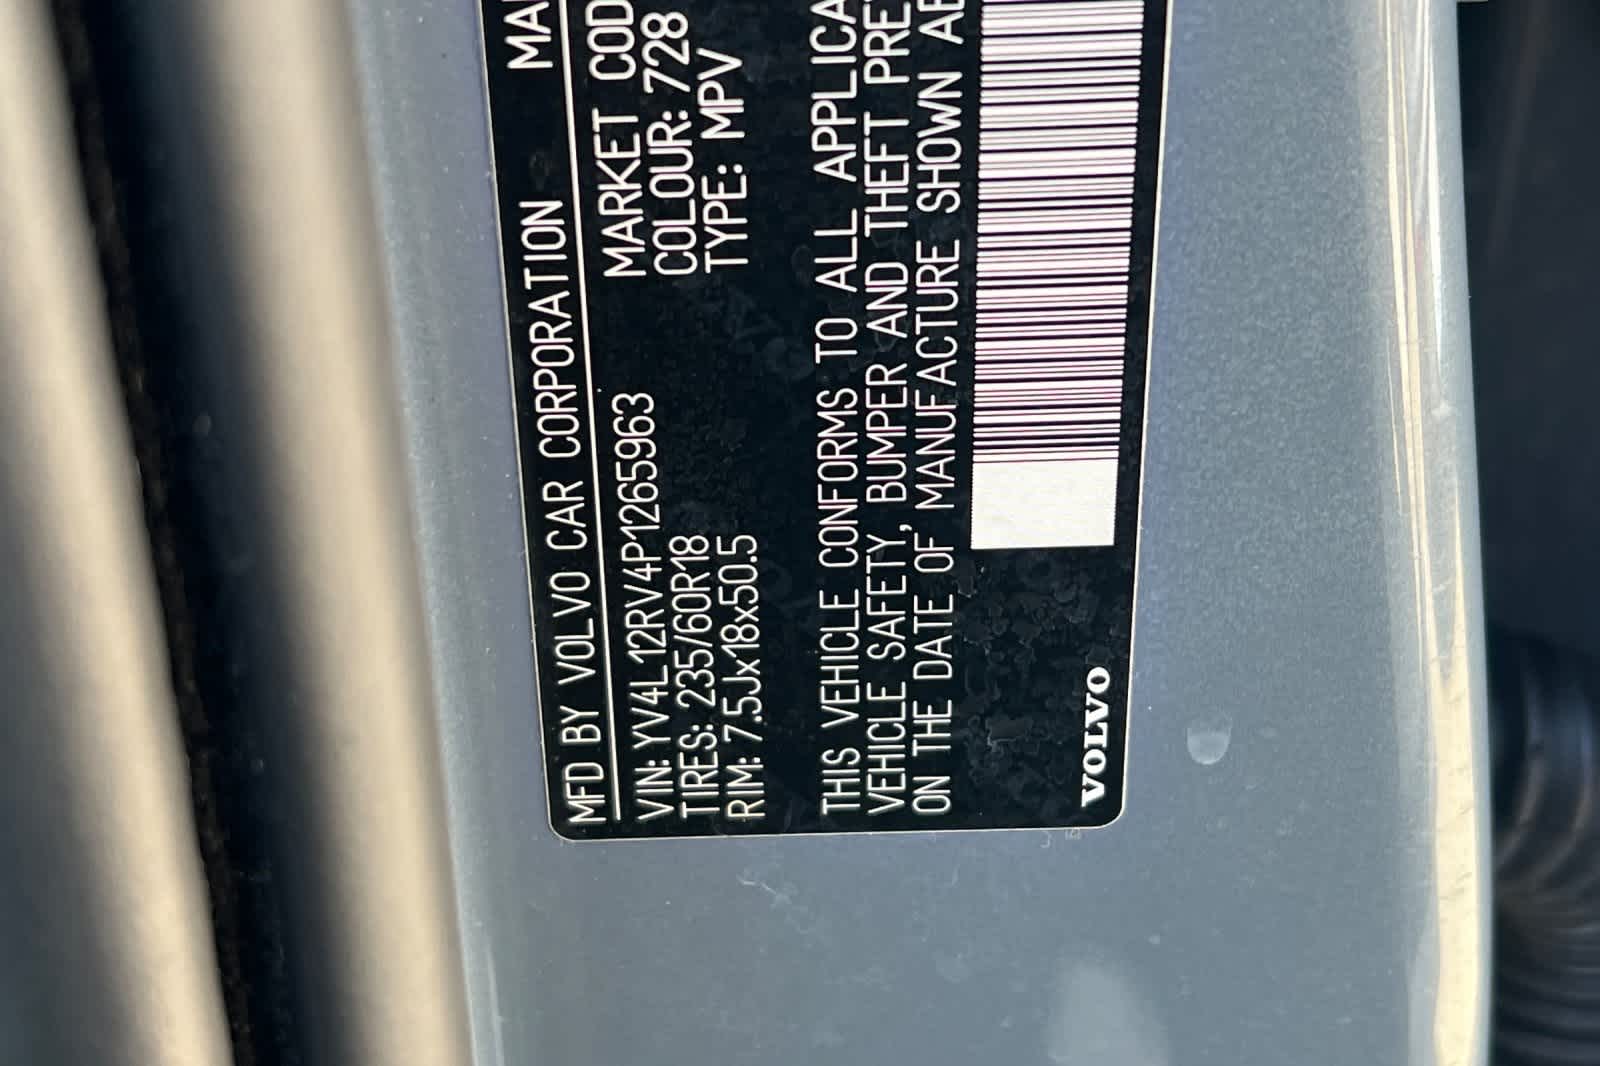 MFD BY VOLVO CAR CORPORATION
VIN: YV4L12RV4P1265963
TIRES: 235/60R18
RIM: 7.5Jx18x50.5
MARKET COD
COLOUR: 728
TYPE: MPV
THIS VEHICLE CONFORMS TO ALL APPLICA
VEHICLE SAFETY, BUMPER AND THEFT PRE
ON THE DATE OF MANUFACTURE SHOWN AB
VOLVO